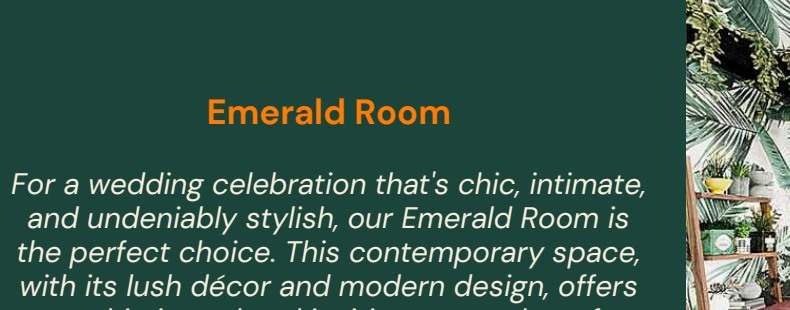 Emerald Room
For a wedding celebration that's chic, intimate,
and undeniably stylish, our Emerald Room is
the perfect choice. This contemporary space,
with its lush décor and modern design, offers